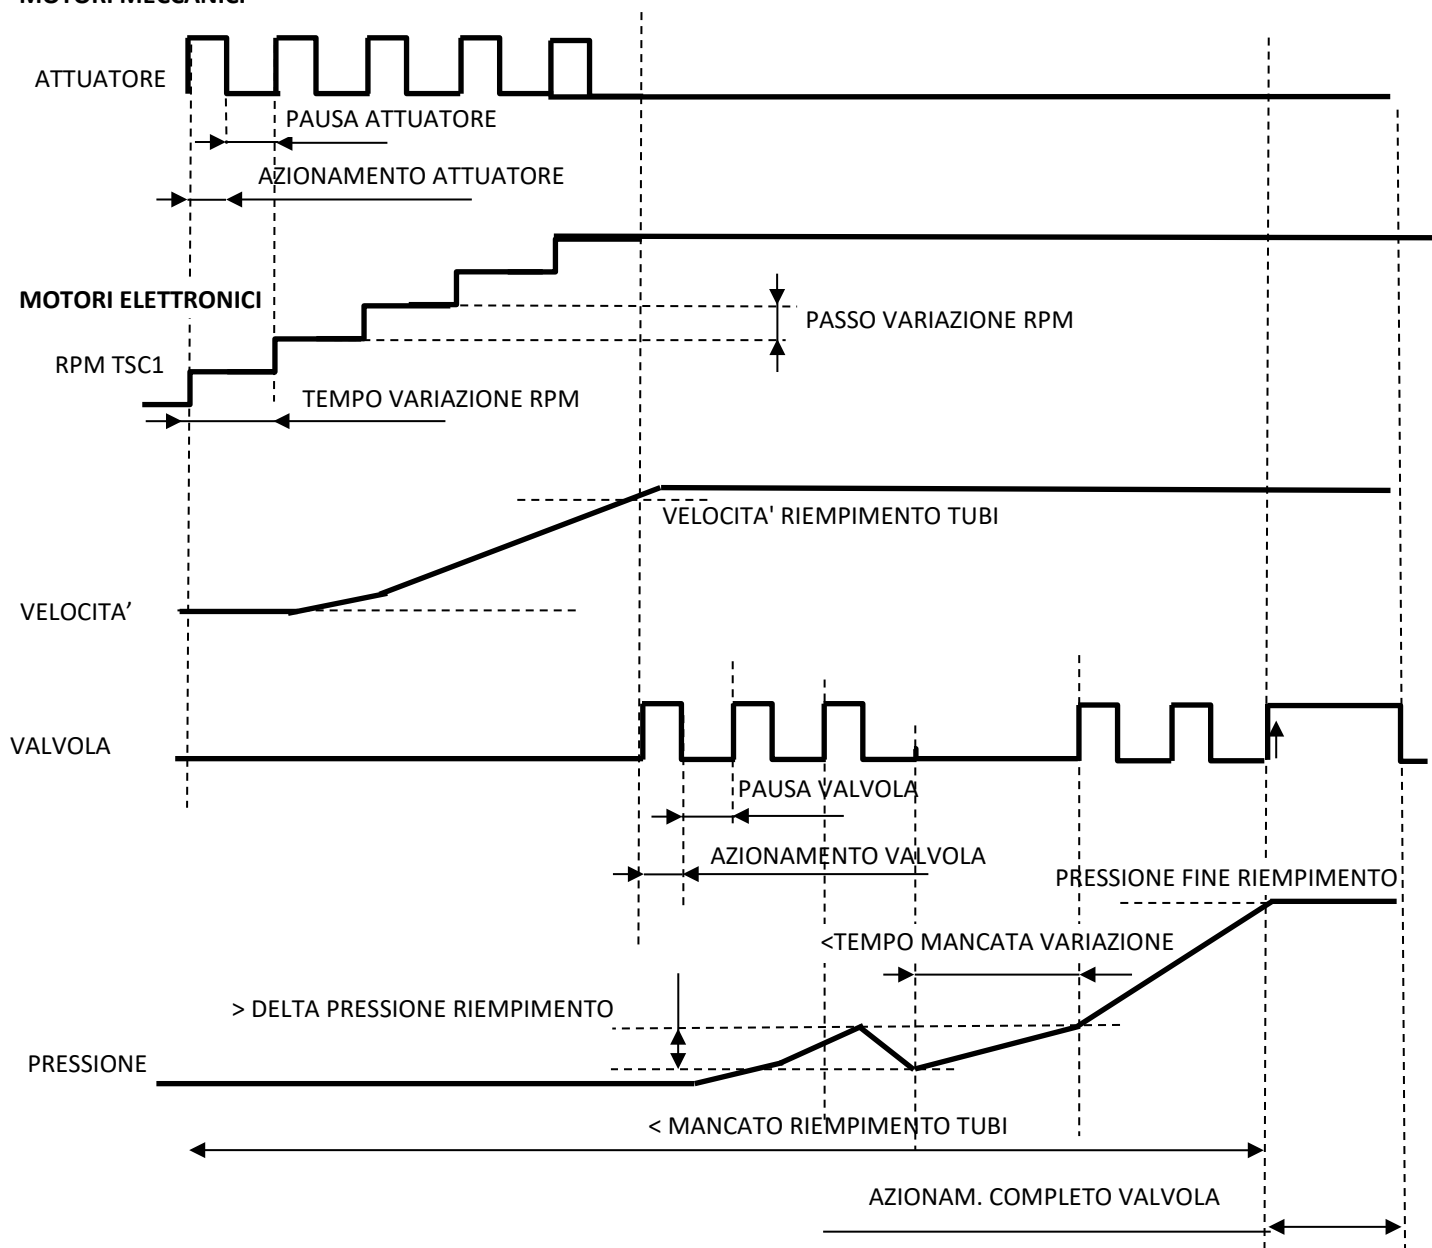 MOTORI MECCANICI
ATTUATORE
PAUSA ATTUATORE
AZIONAMENTO ATTUATORE
MOTORI ELETTRONICI
PASSO VARIAZIONE RPM
RPM TSC1
TEMPO VARIAZIONE RPM
VELOCITA' RIEMPIMENTO TUBI
VELOCITA’
VALVOLA
PAUSA VALVOLA
AZIONAMENTO VALVOLA
PRESSIONE FINE RIEMPIMENTO
<TEMPO MANCATA VARIAZIONE
> DELTA PRESSIONE RIEMPIMENTO
PRESSIONE
< MANCATO RIEMPIMENTO TUBI
AZIONAM. COMPLETO VALVOLA